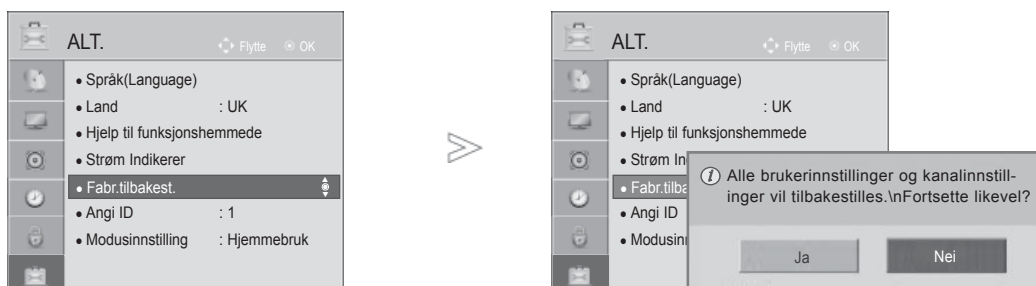 ALT.
Flytte
OK
• Språk(Language)
• Land : UK
• Hjelp til funksjonshemmede
• Strøm Indikerer
• Fabr.tilbakest.
• Angi ID : 1
• Modusinnstilling : Hjemmebruk
ALT.
Flytte
OK
• Språk(Language)
• Land : UK
• Hjelp til funksjonshemmede
• Strøm In
• Fabr.tilba
• Angi ID
• Modusin
Alle brukerinnstillinger og kanalinnstill-
inger vil tilbakestilles.\nFortsette likevel?
Ja
Nei